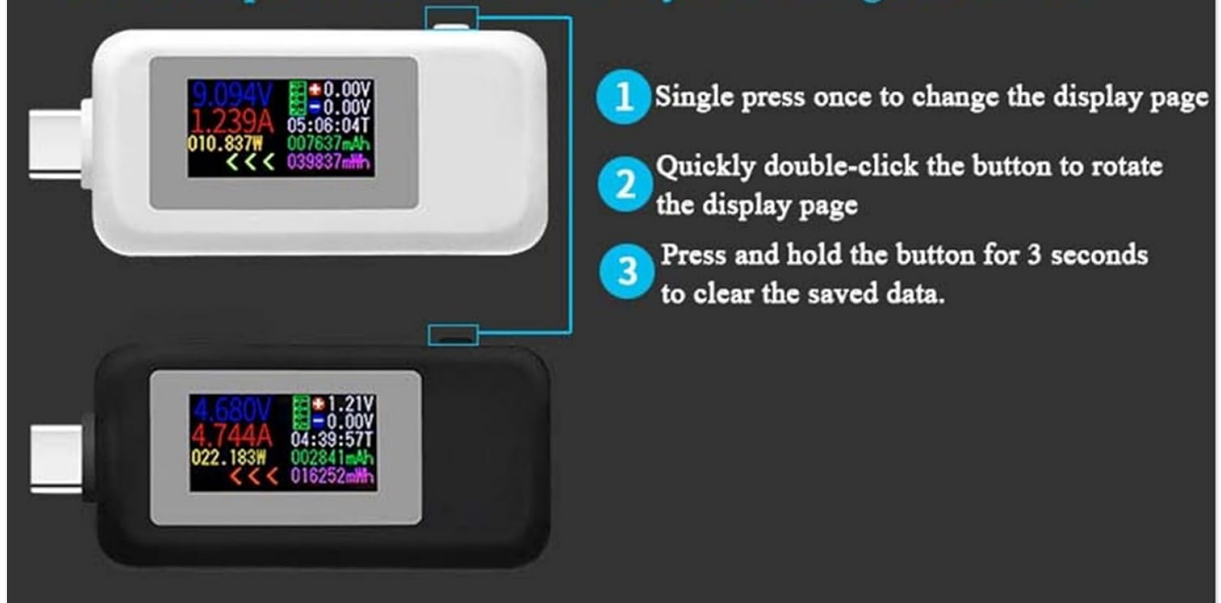 9.094V
+0.00V
-0.00V
1.239A
05:06:04T
010.837W
007637mAh
<<<
039837mWh
1
Single press once to change the display page
2
Quickly double-click the button to rotate
the display page
3
Press and hold the button for 3 seconds
to clear the saved data.
4.680V
+1.21V
-0.00V
4.744A
04:39:57T
022.183W
002841mAh
<<<
016252mWh